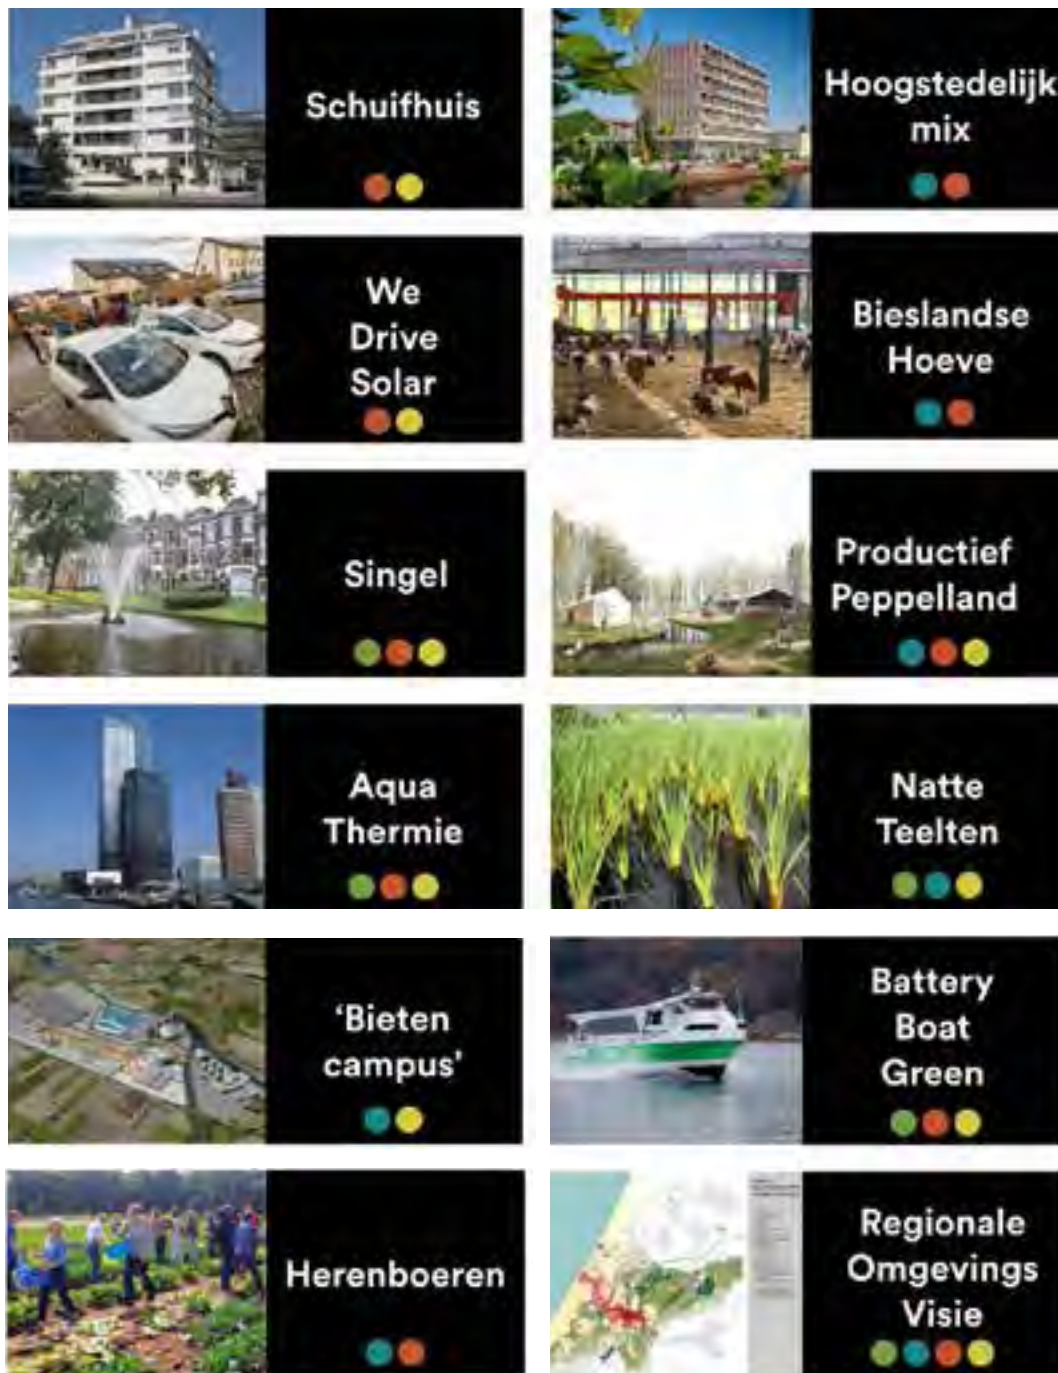 Schuifhuis
Hoogstedelijk
mix
We
Drive
Solar
Bieslandse
Hoeve
Singel
Productief
Peppelland
Aqua
Thermie
Natte
Teelten
‘Bieten
campus’
Battery
Boat
Green
Herenboeren
Regionale
Omgevings
Visie